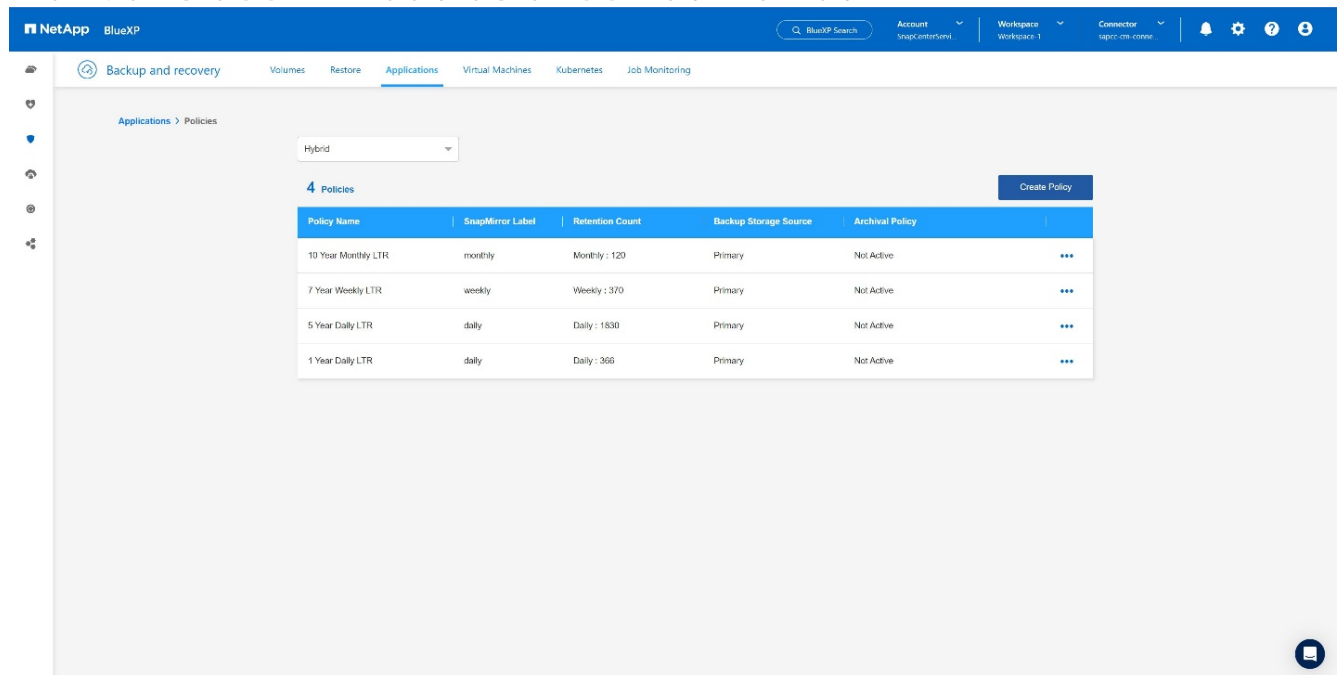 NetApp BlueXP BlueXP Search Account Workspace Connector
SnapCenterServi... Workspace-1 sapcc-cm-conne...
Backup and recovery Volumes Restore Applications Virtual Machines Kubernetes Job Monitoring
Applications > Policies
Hybrid
4 Policies Create Policy
Policy Name SnapMirror Label Retention Count Backup Storage Source Archival Policy
10 Year Monthly LTR monthly Monthly : 120 Primary Not Active
7 Year Weekly LTR weekly Weekly : 370 Primary Not Active
5 Year Daily LTR daily Daily : 1830 Primary Not Active
1 Year Daily LTR daily Daily : 366 Primary Not Active